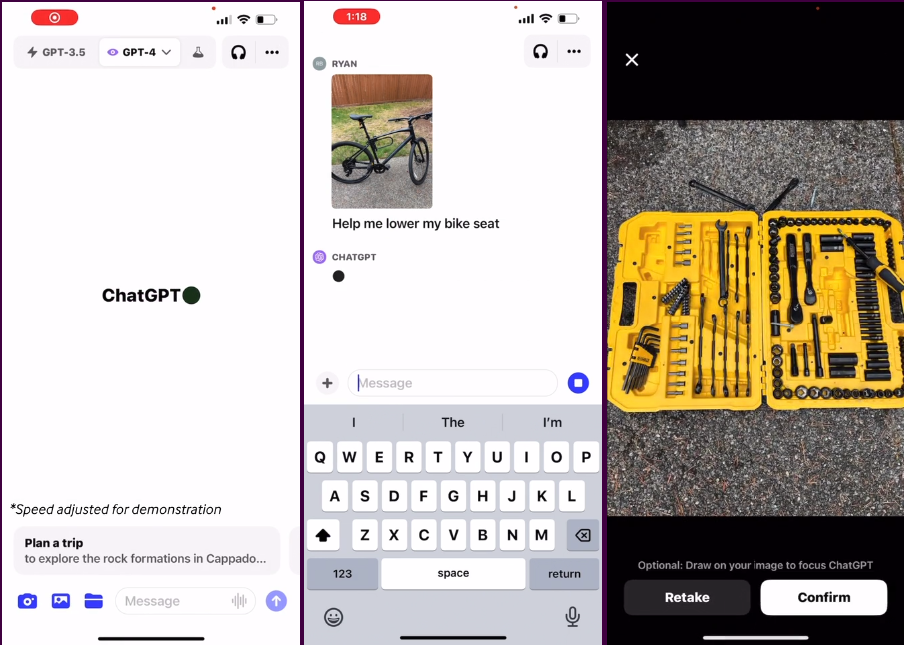 GPT-3.5
GPT-4
ChatGPT
*Speed adjusted for demonstration
Plan a trip
to explore the rock formations in Cappado...
Message
1:18
RYAN
Help me lower my bike seat
CHATGPT
Message
I The I'm
Q W E R T Y U I O P
A S D F G H J K L
Z X C V B N M
123 space return
Optional: Draw on your image to focus ChatGPT
Retake Confirm